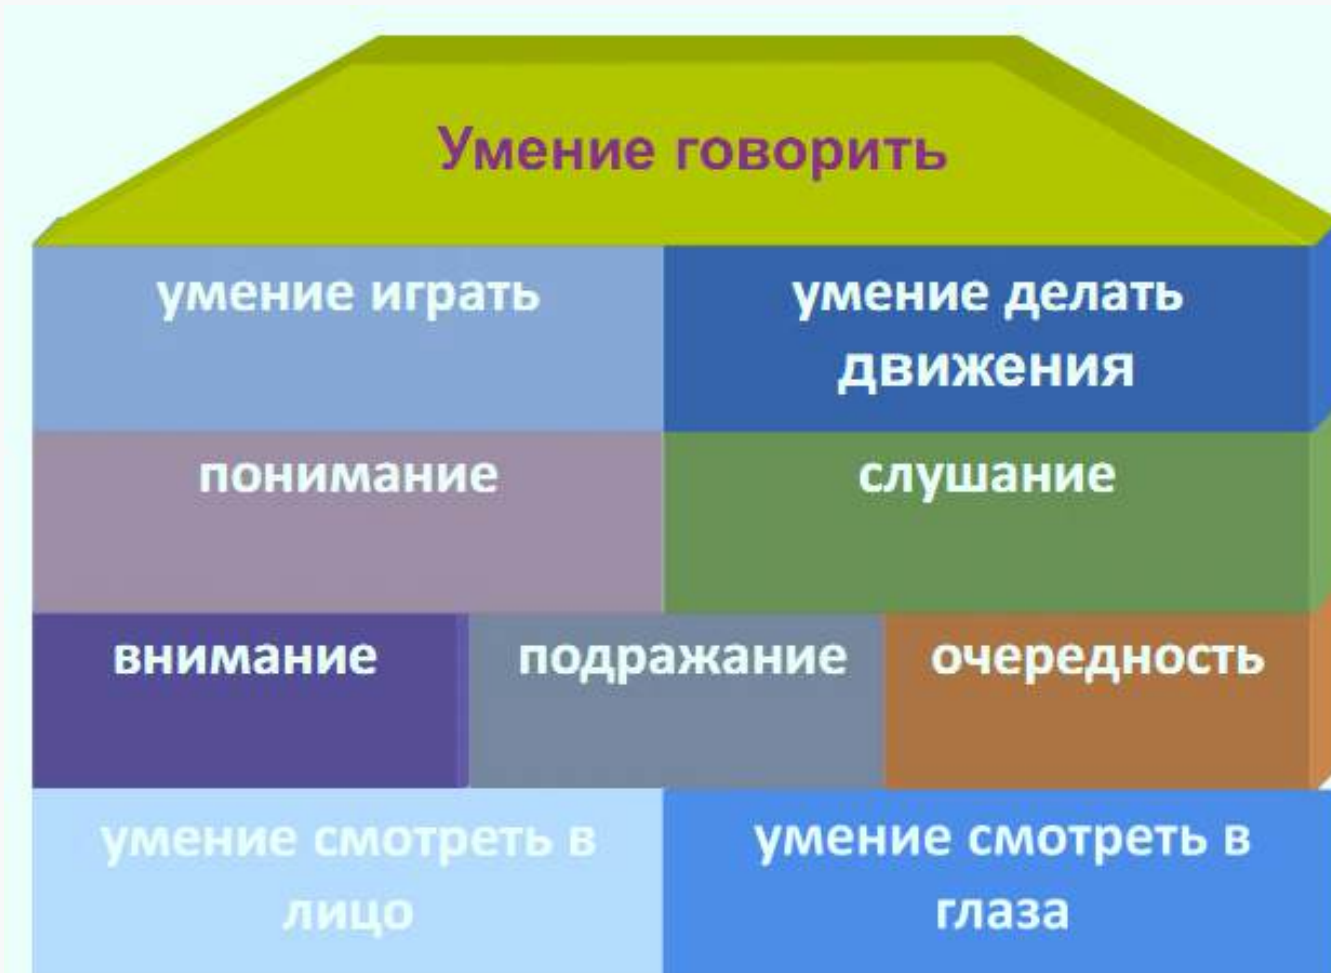 Умение говорить
умение играть
умение делать
движения
понимание
слушание
внимание
подражание
очередность
умение смотреть в
лицо
умение смотреть в
глаза